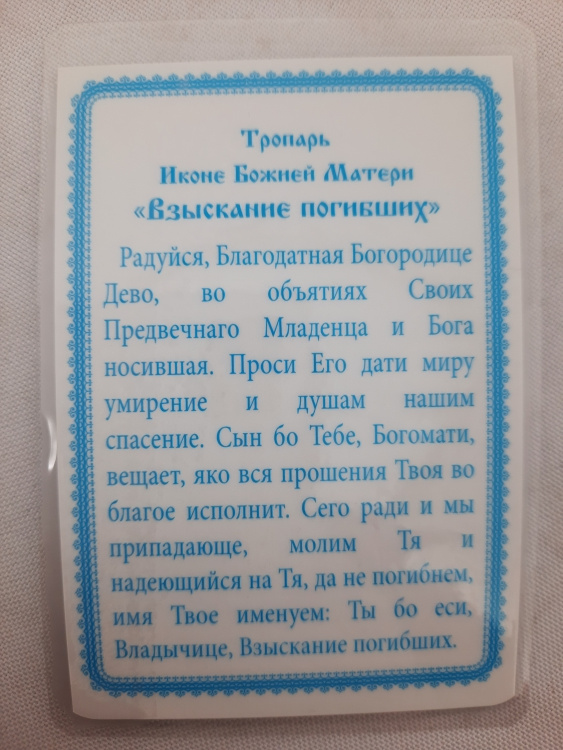 Тропарь
Иконе Божией Матери
«Взыскание погибших»
Радуйся, Благодатная Богородице
Дево, во объятиях Своих
Предвечнаго Младенца и Бога
носившая. Проси Его дати миру
умирение и душам нашим
спасение. Сын бо Тебе, Богомати,
вещает, яко вся прошения Твоя во
благое исполнит. Сего ради и мы
припадающе, молим Тя и
надеющийся на Тя, да не погибнем,
имя Твое именуем: Ты бо еси,
Владычице, Взыскание погибших.